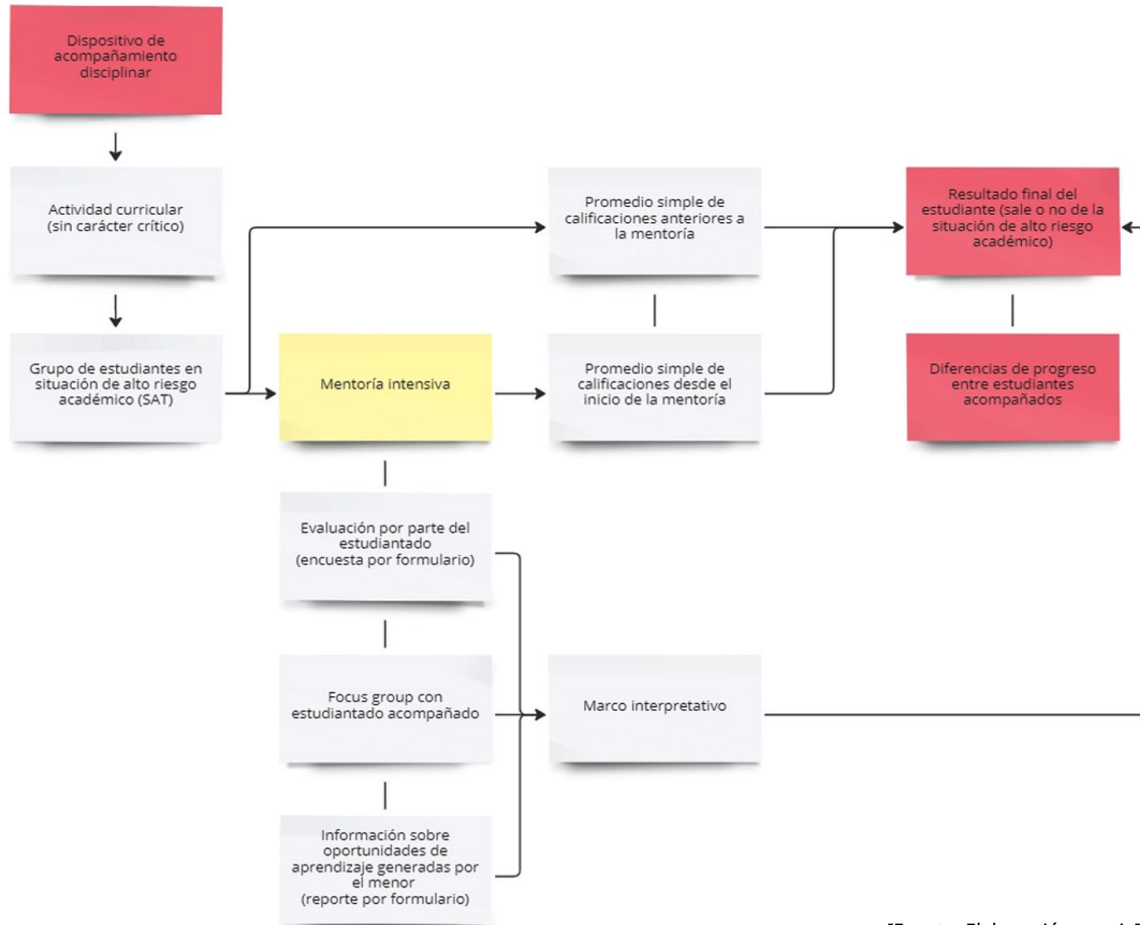 Dispositivo de
acompañamiento
disciplinar
Actividad curricular
(sin carácter crítico)
Promedio simple de
calificaciones anteriores a
la mentoría
Resultado final del
estudiante (sale o no de la
situación de alto riesgo
académico)
Grupo de estudiantes en
situación de alto riesgo
académico (SAT)
Mentoría intensiva
Promedio simple de
calificaciones desde el
inicio de la mentoría
Diferencias de progreso
entre estudiantes
acompañados
Evaluación por parte del
estudiantado
(encuesta por formulario)
Focus group con
estudiantado acompañado
Marco interpretativo
Información sobre
oportunidades de
aprendizaje generadas por
el menor
(reporte por formulario)